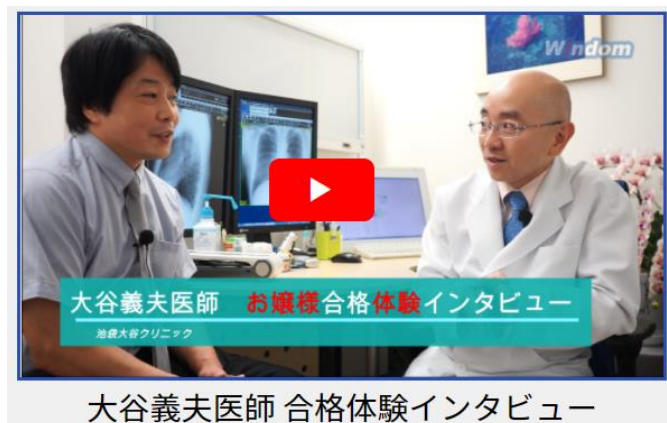 Windom
大谷義夫医師 お嬢様合格体験インタビュー
池袋大谷クリニック
大谷義夫医師 合格体験インタビュー